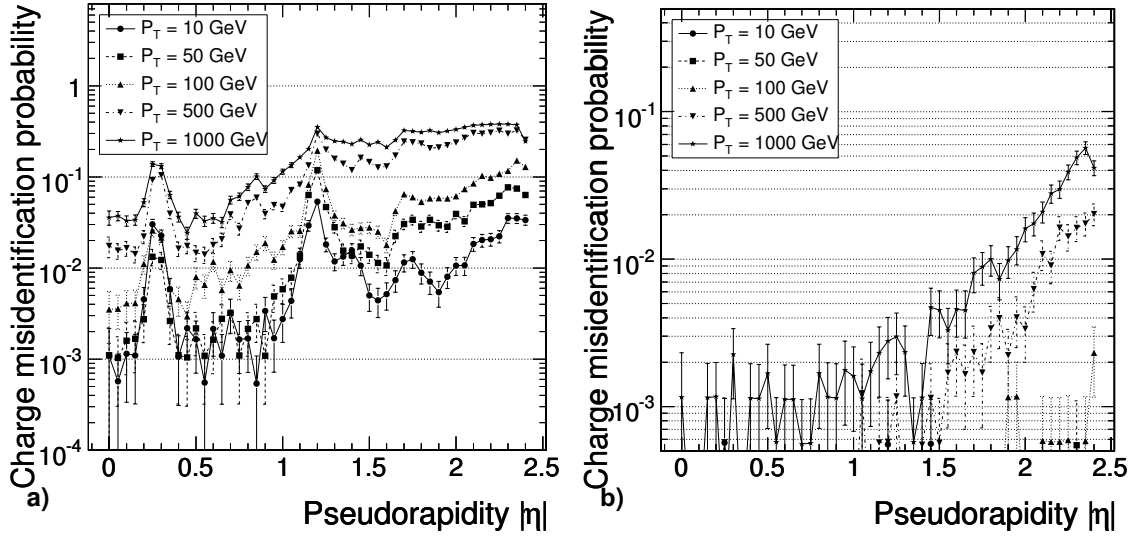 Charge misidentification probability
P_T = 10 GeV
P_T = 50 GeV
P_T = 100 GeV
P_T = 500 GeV
P_T = 1000 GeV
1
10^-1
10^-2
10^-3
10^-4
0 0.5 1 1.5 2 2.5
a)
Pseudorapidity |η|
Charge misidentification probability
P_T = 10 GeV
P_T = 50 GeV
P_T = 100 GeV
P_T = 500 GeV
P_T = 1000 GeV
10^-1
10^-2
10^-3
0 0.5 1 1.5 2 2.5
b)
Pseudorapidity |η|